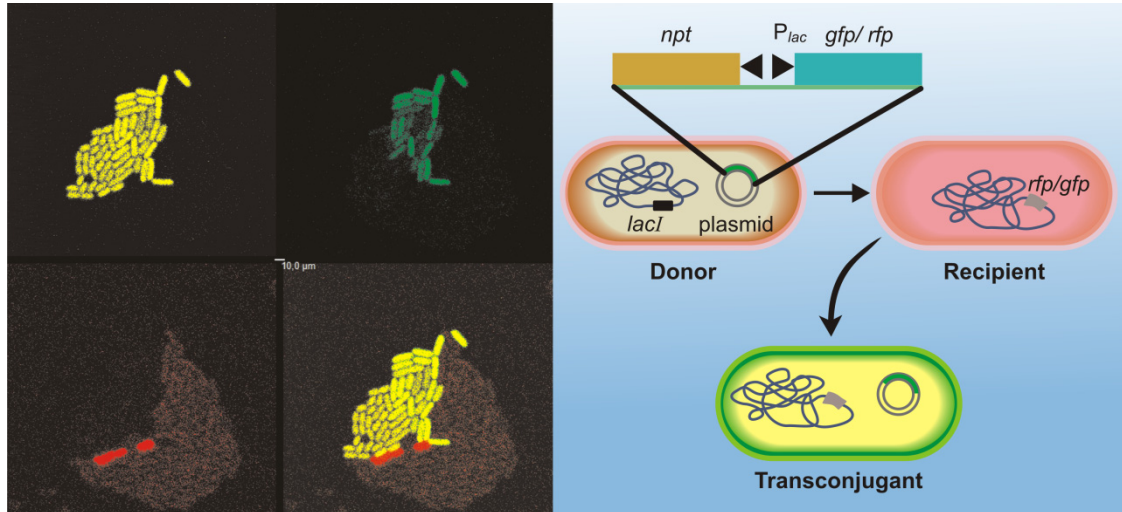 10,0 µm
npt
Plac
gfp/ rfp
lacI
plasmid
rfp/gfp
Donor
Recipient
Transconjugant